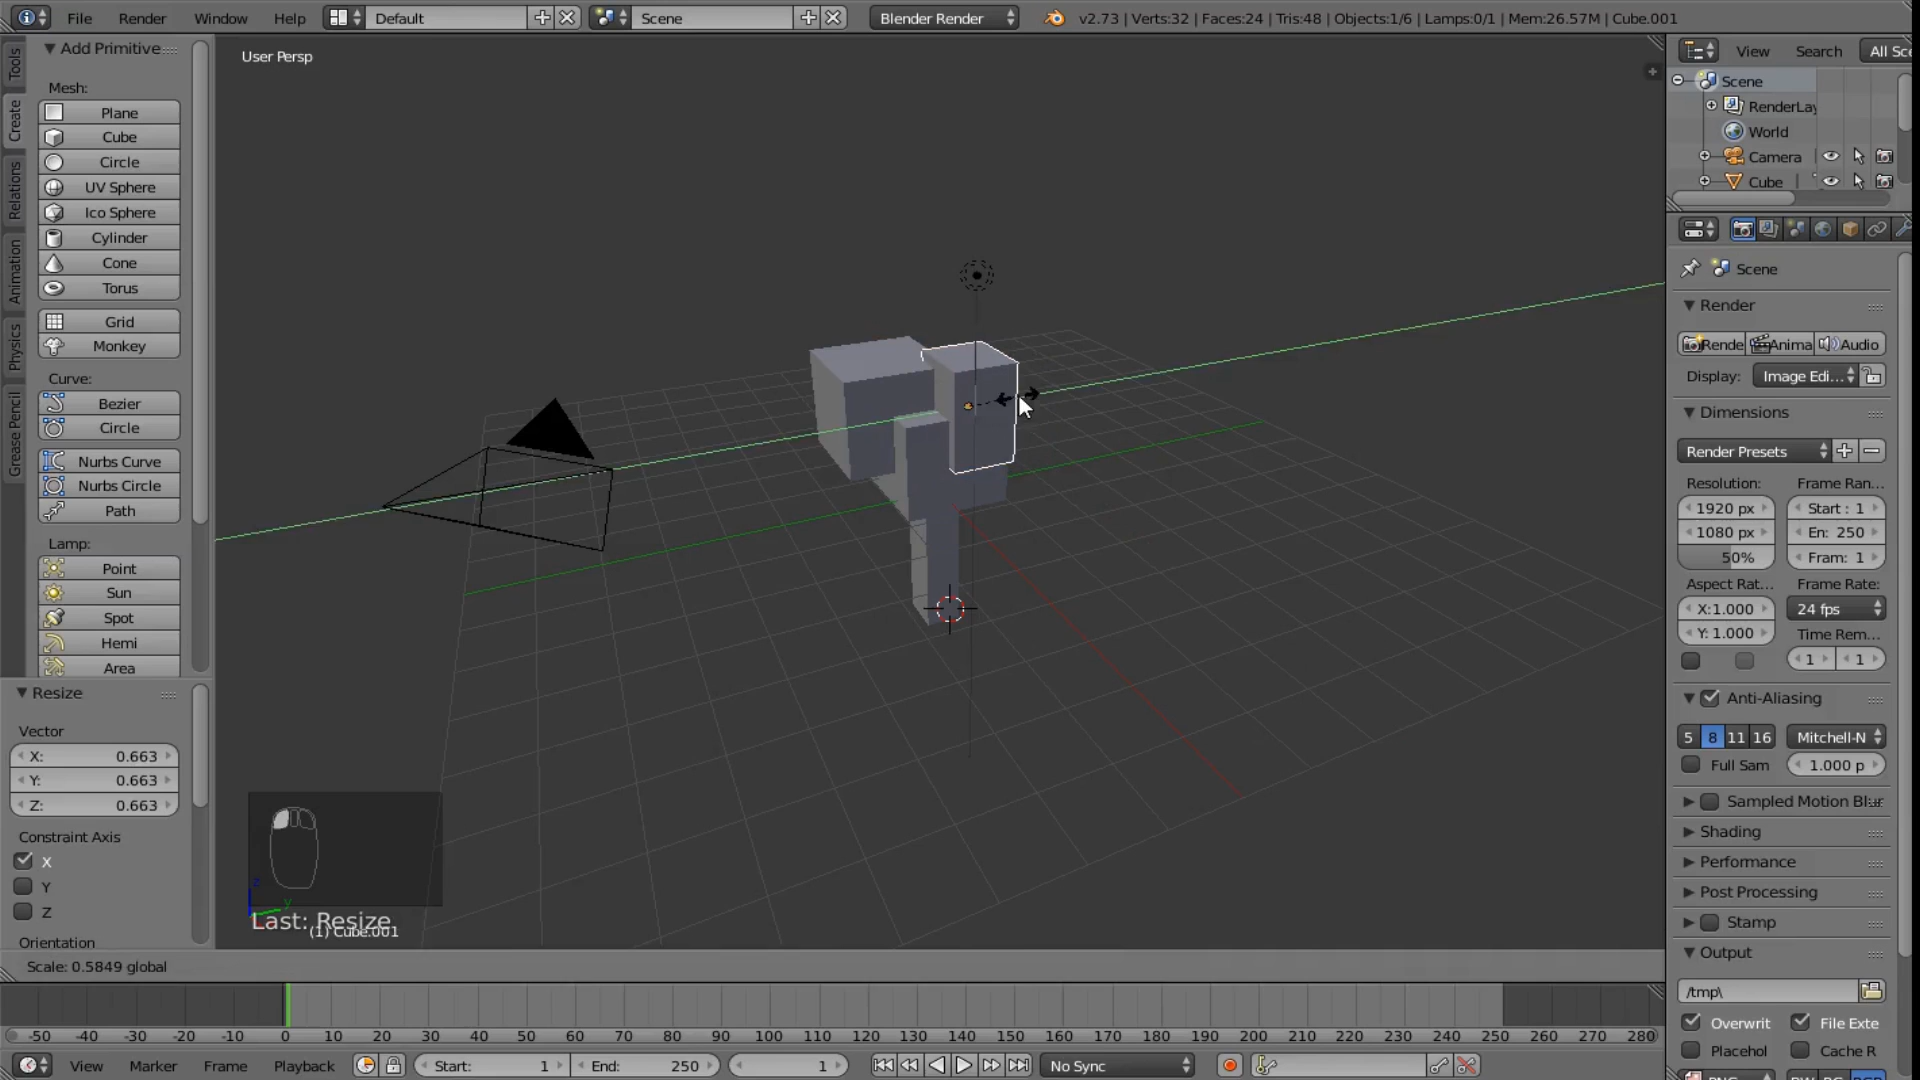 File Render Window Help Default Scene Blender Render v2.73 | Verts:32 | Faces:24 | Tris:48 | Objects:1/6 | Lamps:0/1 | Mem:26.57M | Cube.001
Tools
Create
Relations
Animation
Physics
Grease Pencil
Add Primitive
Mesh:
Plane
Cube
Circle
UV Sphere
Ico Sphere
Cylinder
Cone
Torus
Grid
Monkey
Curve:
Bezier
Circle
Nurbs Curve
Nurbs Circle
Path
Lamp:
Point
Sun
Spot
Hemi
Area
Resize
Vector
X: 0.663
Y: 0.663
Z: 0.663
Constraint Axis
X
Y
Z
Orientation
User Persp
z
y
Last: Resize
(1) Cube.001
Scale: 0.5849 global
-50 -40 -30 -20 -10 0 10 20 30 40 50 60 70 80 90 100 110 120 130 140 150 160 170 180 190 200 210 220 230 240 250 260 270 280
View Marker Frame Playback Start: 1 End: 250 1 No Sync
View Search All Sce
Scene
RenderLay
World
Camera
Cube
Scene
Render
Rende Anima Audio
Display: Image Edi...
Dimensions
Render Presets
Resolution: Frame Ran...
1920 px Start : 1
1080 px En: 250
50% Fram: 1
Aspect Rat... Frame Rate:
X:1.000 24 fps
Y: 1.000 Time Rem...
1 1
Anti-Aliasing
5 8 11 16 Mitchell-N
Full Sam 1.000 p
Sampled Motion Blur
Shading
Performance
Post Processing
Stamp
Output
/tmp\
Overwrit File Exte
Placehol Cache R